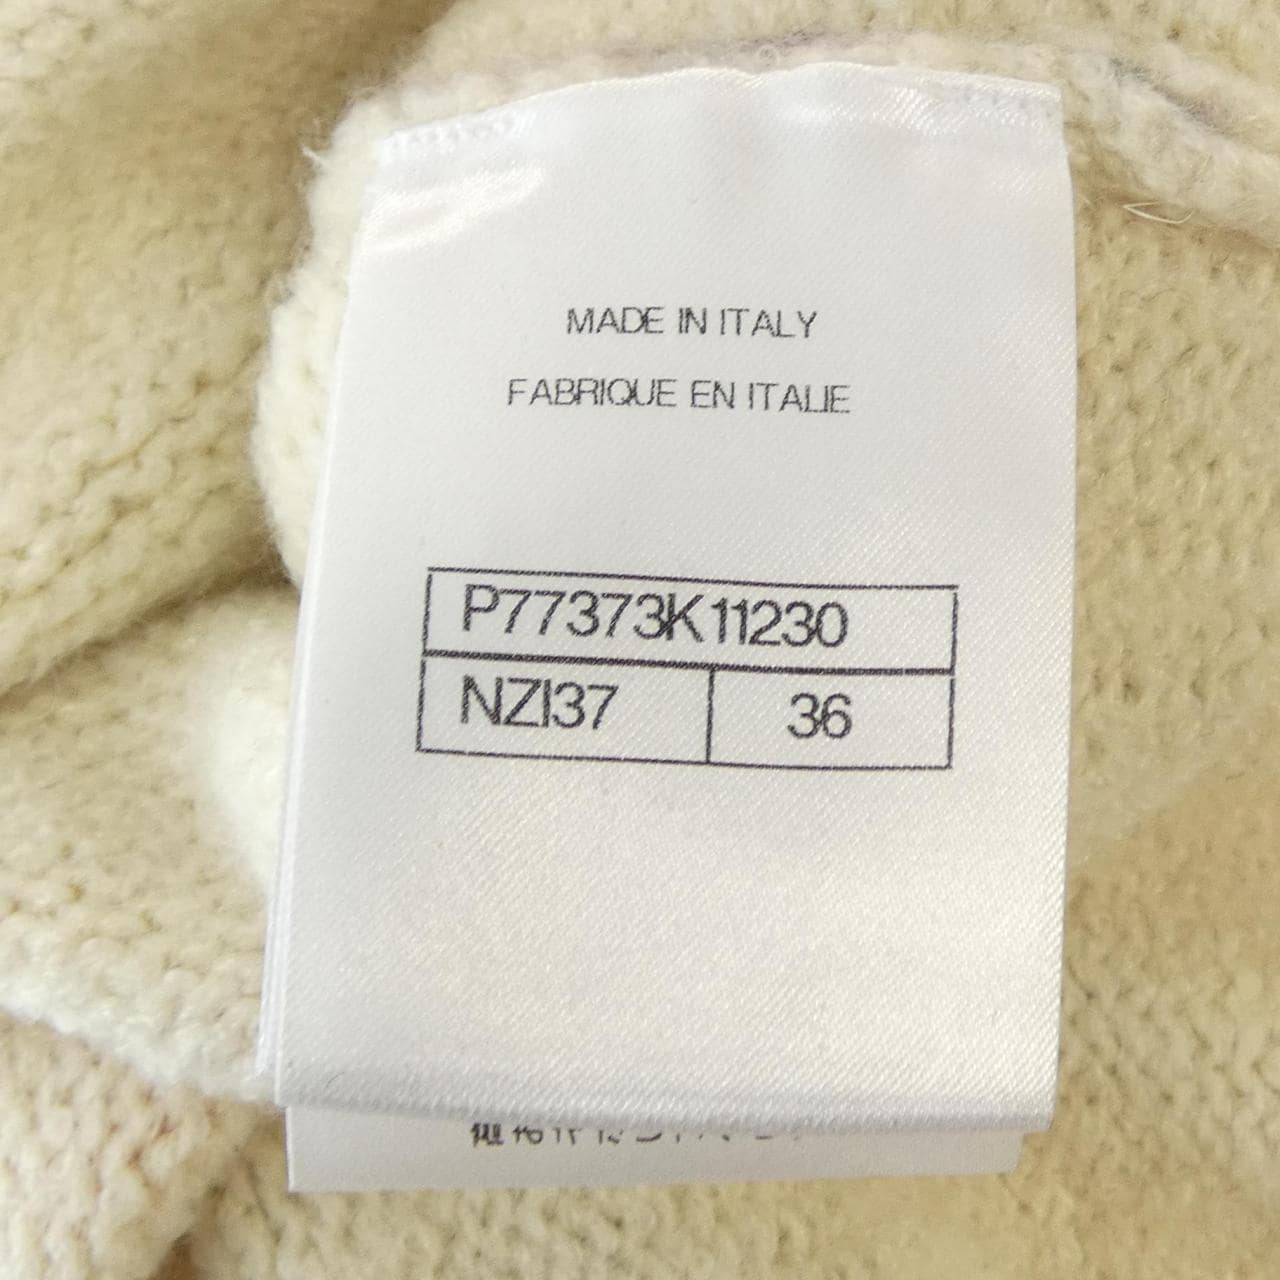 MADE IN ITALY
FABRIQUE EN ITALIE
P77373K11230
NZI37 36